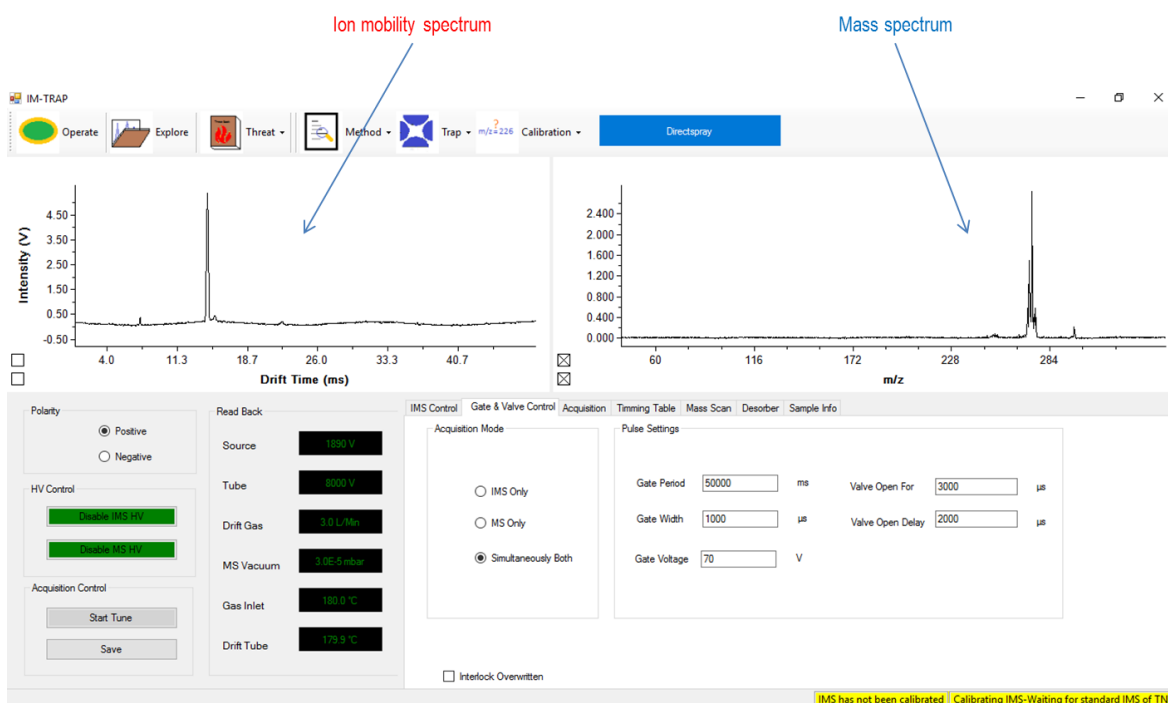 Ion mobility spectrum
Mass spectrum
IM-TRAP
Operate
Explore
Threat
Method
Trap
?
m/z=226
Calibration
Directspray
Intensity (V)
4.50
3.50
2.50
1.50
0.50
-0.50
4.0 11.3 18.7 26.0 33.3 40.7
Drift Time (ms)
2.400
2.000
1.600
1.200
0.800
0.400
0.000
60 116 172 228 284
m/z
Polarity
Positive
Negative
HV Control
Disable IMS HV
Disable MS HV
Acquisition Control
Start Tune
Save
Read Back
Source 1890 V
Tube 8000 V
Drift Gas 3.0 L/Min
MS Vacuum 3.0E-5 mbar
Gas Inlet 180.0 °C
Drift Tube 179.9 °C
IMS Control Gate & Valve Control Acquisition Timming Table Mass Scan Desorber Sample Info
Acquisition Mode
IMS Only
MS Only
Simultaneously Both
Pulse Settings
Gate Period 50000 ms
Gate Width 1000 µs
Gate Voltage 70 V
Valve Open For 3000 µs
Valve Open Delay 2000 µs
Interlock Overwritten
IMS has not been calibrated Calibrating IMS-Waiting for standard IMS of TN